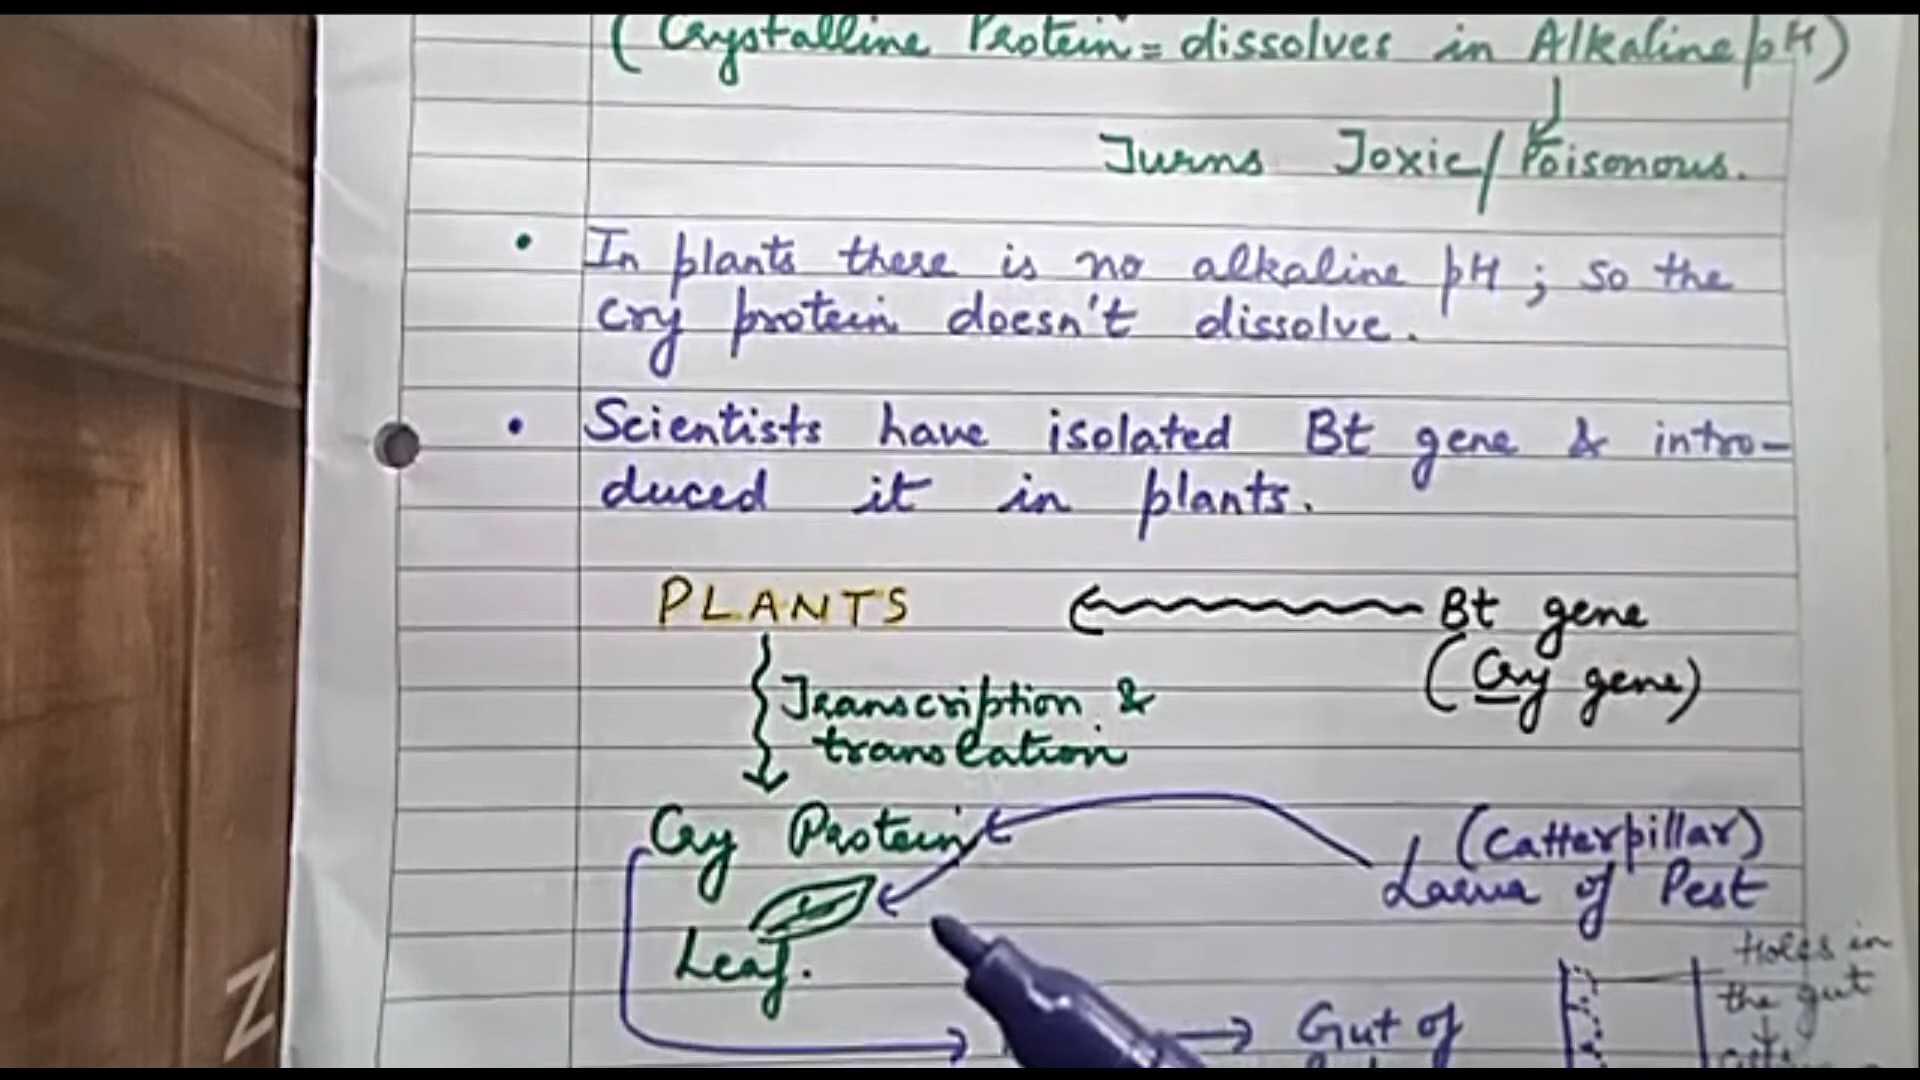 (Crystalline Protein = dissolves in Alkaline pH)
Turns Toxic/Poisonous.
• In plants there is no alkaline pH ; so the
cry protein doesn't dissolve.
• Scientists have isolated Bt gene & intro-
duced it in plants.
PLANTS Bt gene
(Cry gene)
Transcription &
translation
Cry Protein (Catterpillar)
Larva of Pest
Leaf.
Holes in
the gut
Gut of
Z